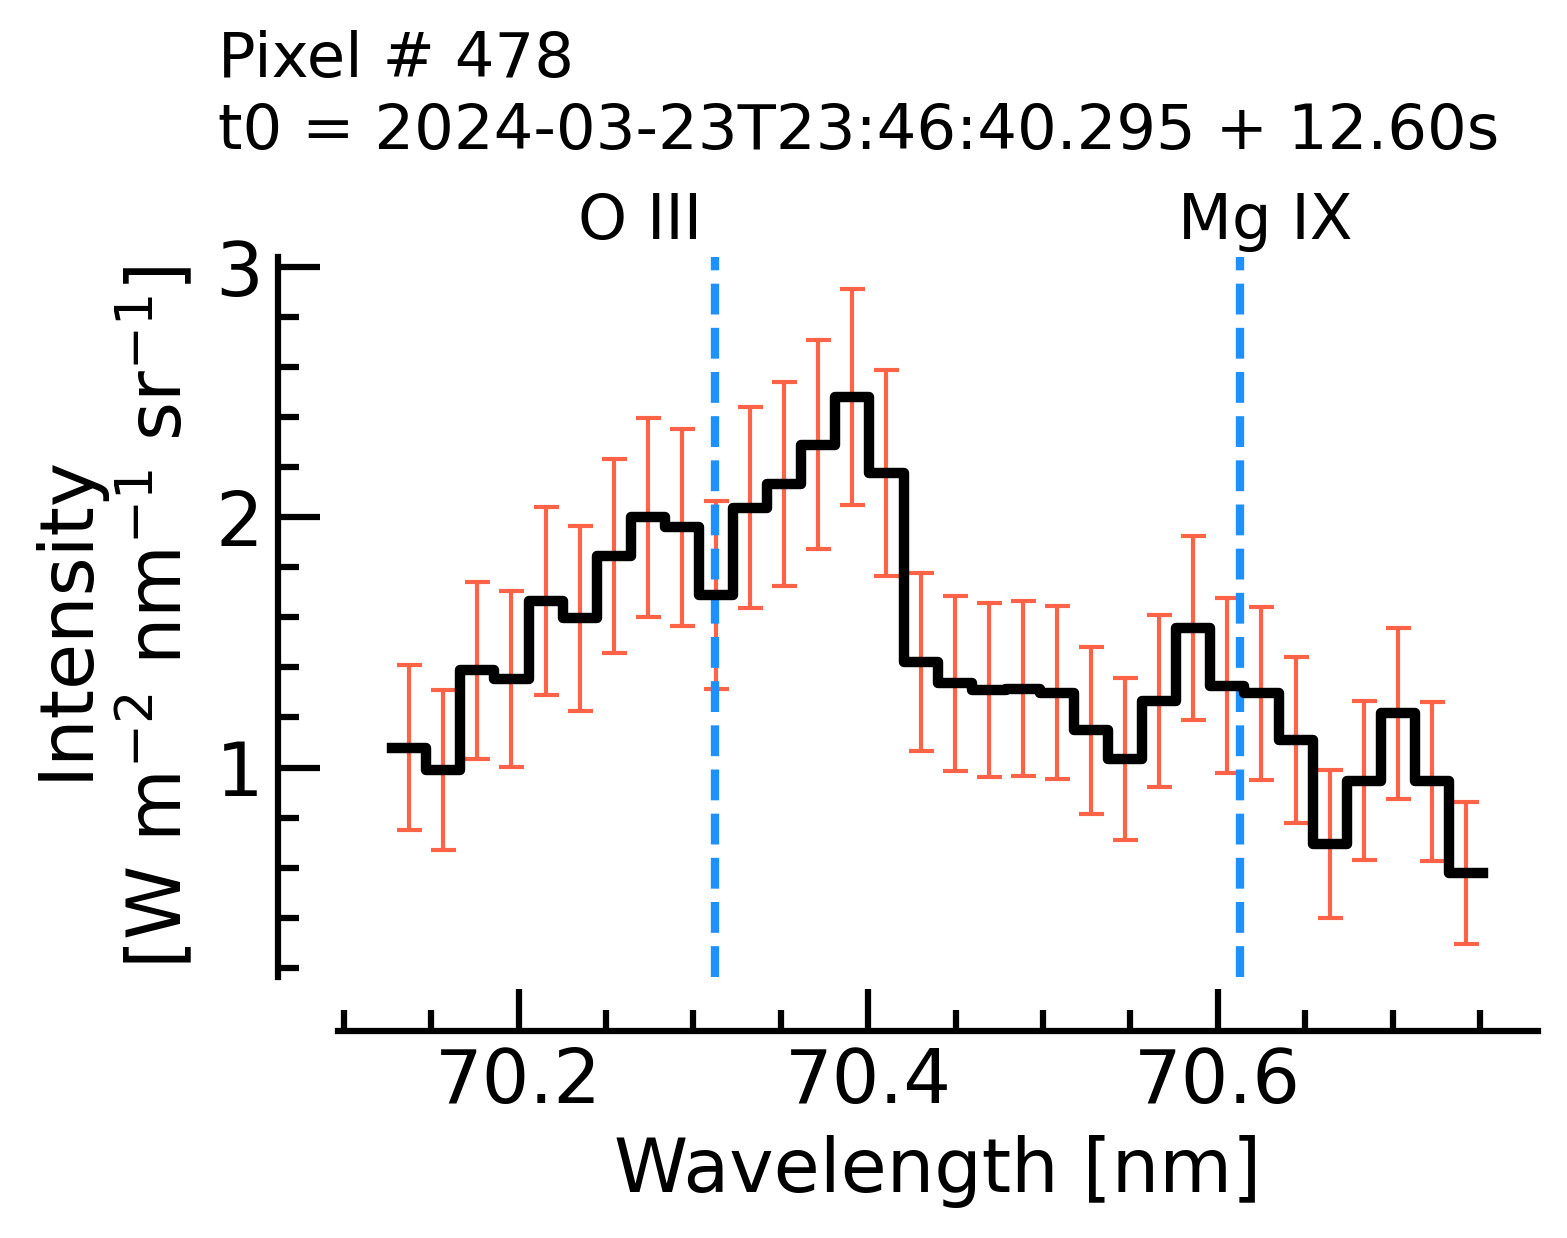 Pixel # 478
t0 = 2024-03-23T23:46:40.295 + 12.60s
O III
Mg IX
Intensity
[W m⁻² nm⁻¹ sr⁻¹]
3
2
1
70.2
70.4
70.6
Wavelength [nm]